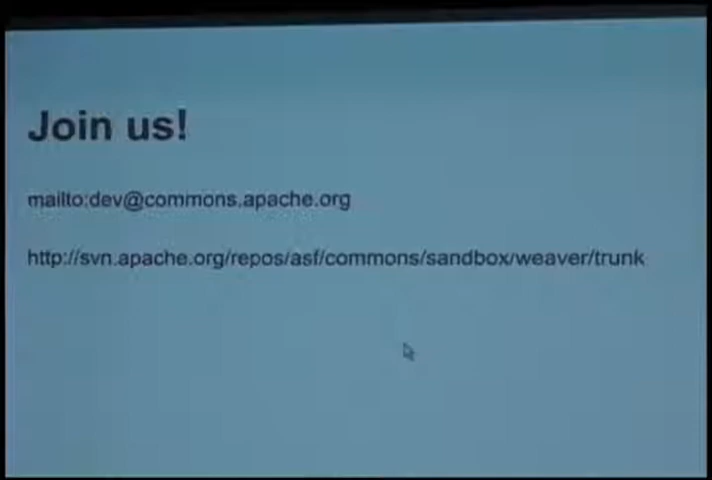 Join us!
mailto:dev@commons.apache.org
http://svn.apache.org/repos/asf/commons/sandbox/weaver/trunk